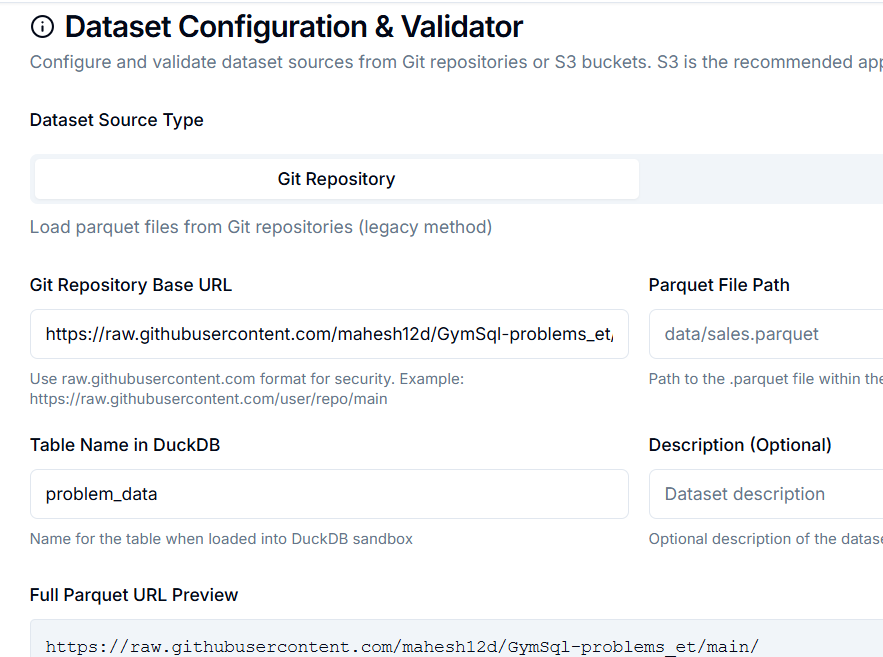 Dataset Configuration & Validator
Configure and validate dataset sources from Git repositories or S3 buckets. S3 is the recommended
Dataset Source Type
Git Repository
Load parquet files from Git repositories (legacy method)
Git Repository Base URL
Parquet File Path
https://raw.githubusercontent.com/mahesh12d/GymSql-problems_et/
data/sales.parquet
Use raw.githubusercontent.com format for security. Example:
https://raw.githubusercontent.com/user/repo/main
Path to the .parquet file within the
Table Name in DuckDB
Description (Optional)
problem_data
Dataset description
Name for the table when loaded into DuckDB sandbox
Optional description of the
Full Parquet URL Preview
https://raw.githubusercontent.com/mahesh12d/GymSql-problems_et/main/